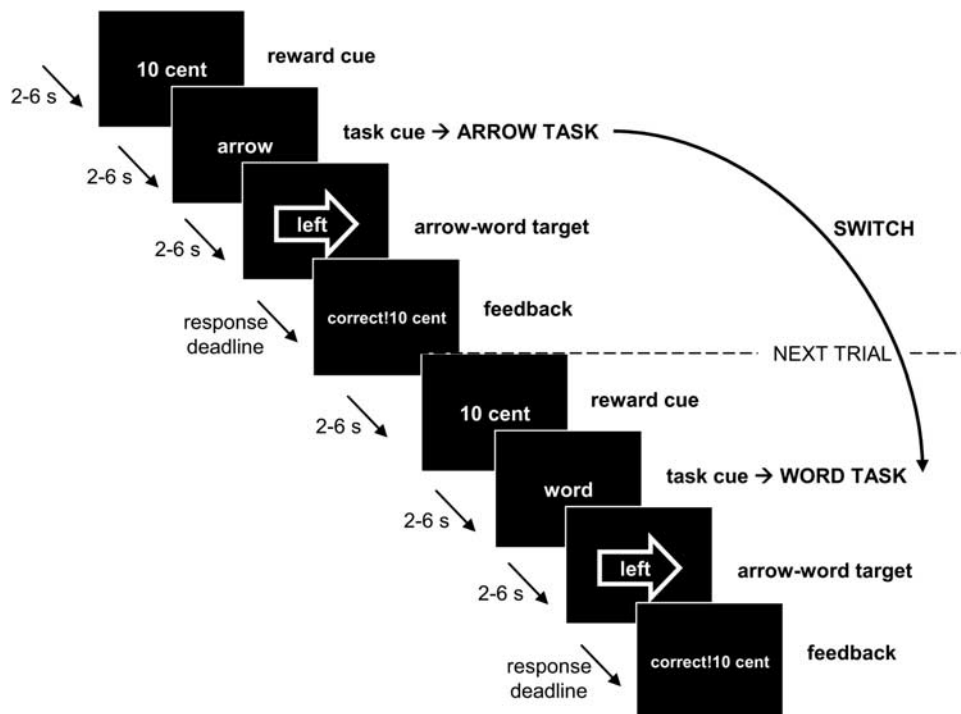 10 cent
reward cue
2-6 s
arrow
task cue → ARROW TASK
2-6 s
left
arrow-word target
SWITCH
2-6 s
correct!10 cent
feedback
response
deadline
NEXT TRIAL
10 cent
reward cue
2-6 s
word
task cue → WORD TASK
2-6 s
left
arrow-word target
2-6 s
correct!10 cent
feedback
response
deadline